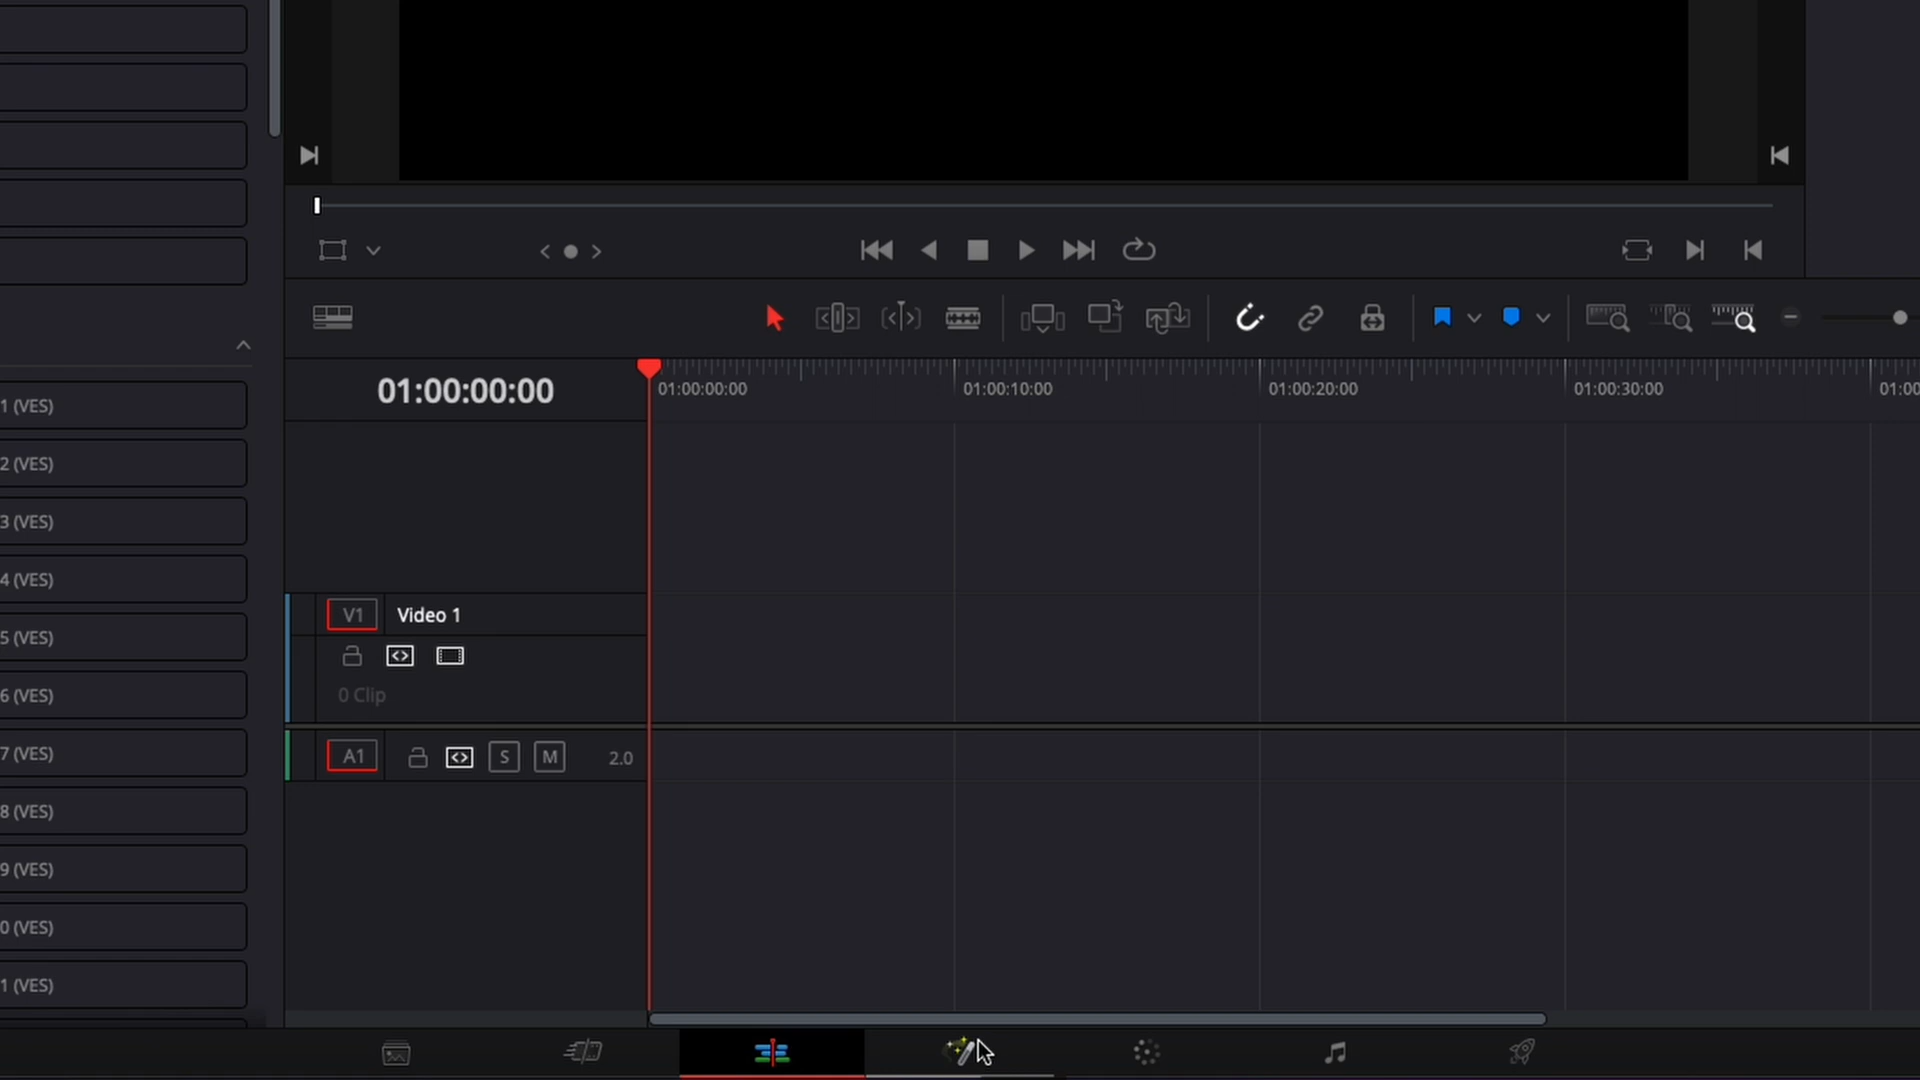 01:00:00:00
01:00:00:00
01:00:10:00
01:00:20:00
01:00:30:00
01:00
1 (VES)
2 (VES)
3 (VES)
4 (VES)
5 (VES)
6 (VES)
7 (VES)
8 (VES)
9 (VES)
0 (VES)
1 (VES)
V1 Video 1
0 Clip
A1 S M 2.0